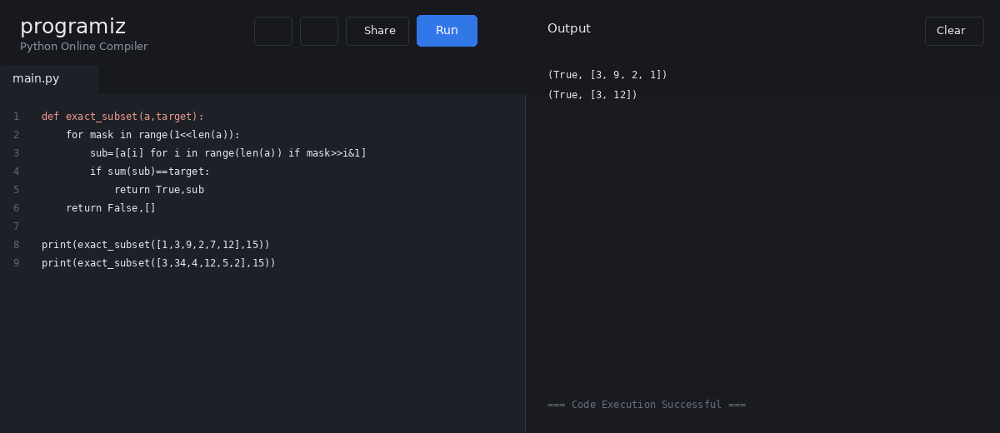 programiz
Python Online Compiler
Share
Run
Output
Clear
main.py
1 def exact_subset(a,target):
2     for mask in range(1<<len(a)):
3         sub=[a[i] for i in range(len(a)) if mask>>i&1]
4         if sum(sub)==target:
5             return True,sub
6     return False,[]
7
8 print(exact_subset([1,3,9,2,7,12],15))
9 print(exact_subset([3,34,4,12,5,2],15))
(True, [3, 9, 2, 1])
(True, [3, 12])
=== Code Execution Successful ===